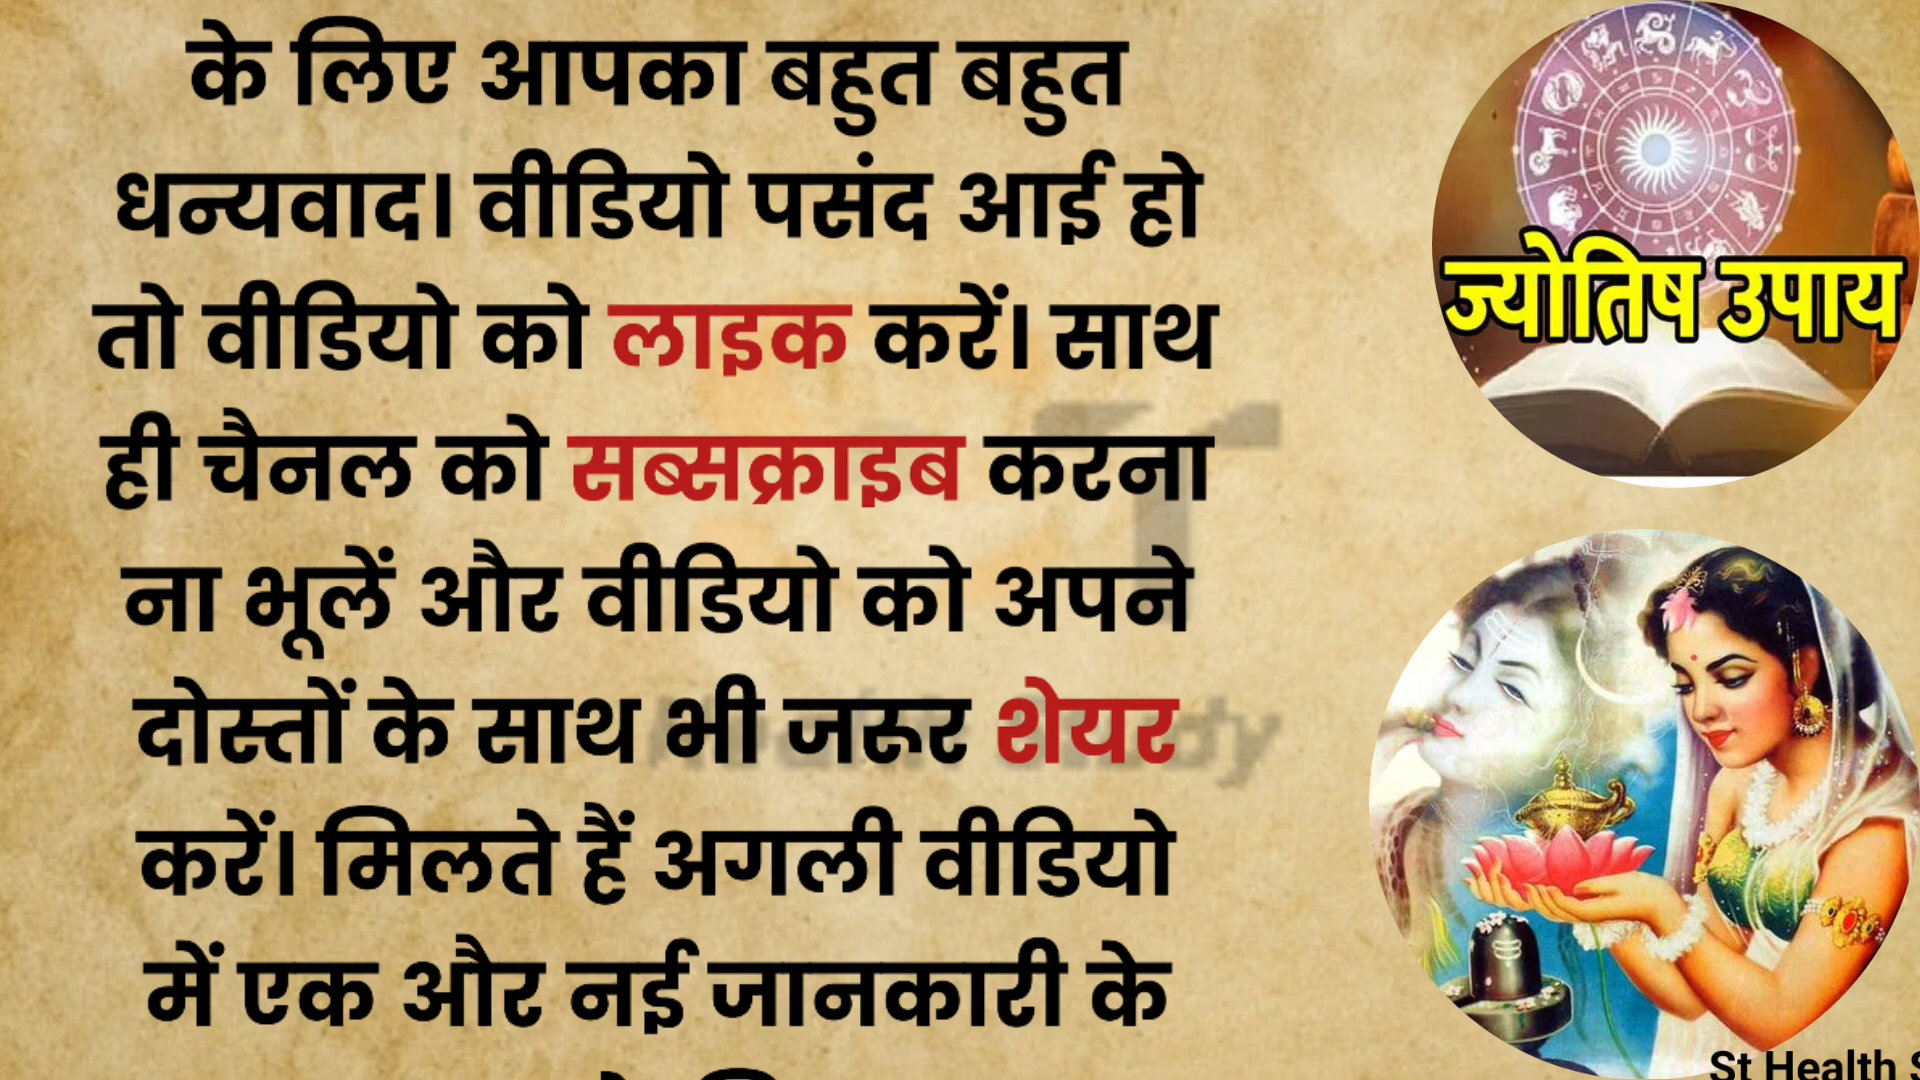 के लिए आपका बहुत बहुत
धन्यवाद। वीडियो पसंद आई हो
तो वीडियो को लाइक करें। साथ
ही चैनल को सब्सक्राइब करना
ना भूलें और वीडियो को अपने
दोस्तों के साथ भी जरूर शेयर
करें। मिलते हैं अगली वीडियो
में एक और नई जानकारी के
ज्योतिष उपाय
St Health